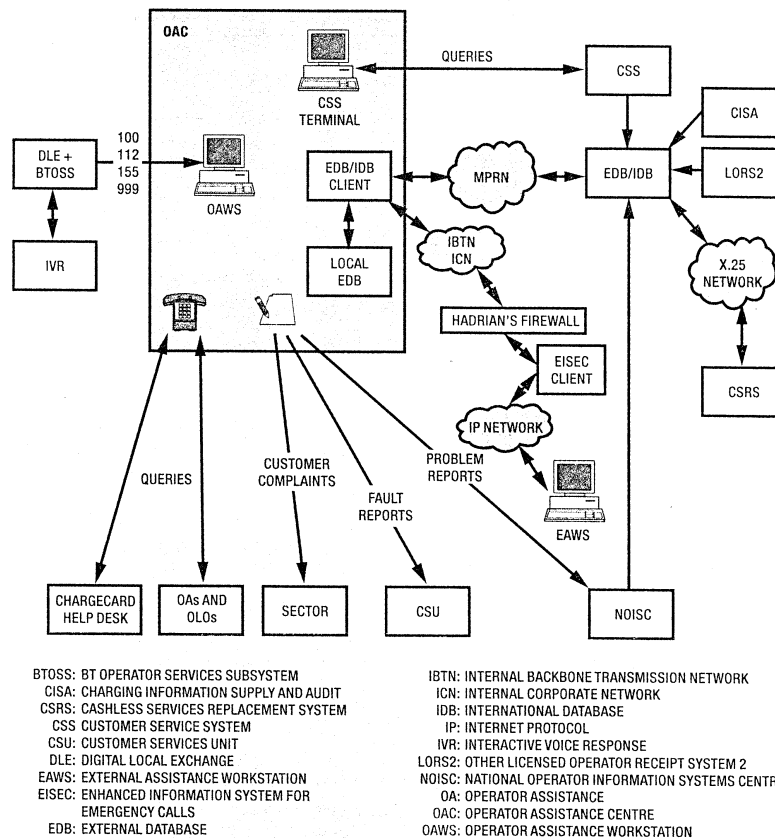 OAC
CSS
TERMINAL
QUERIES
CSS
CISA
DLE +
BTOSS
100
112
155
999
OAWS
EDB/IDB
CLIENT
MPRN
EDB/IDB
LORS2
IVR
LOCAL
EDB
IBTN
ICN
X.25
NETWORK
HADRIAN'S FIREWALL
EISEC
CLIENT
CSRS
IP NETWORK
QUERIES
CUSTOMER
COMPLAINTS
FAULT
REPORTS
PROBLEM
REPORTS
EAWS
CHARGECARD
HELP DESK
OAs AND
OLOs
SECTOR
CSU
NOISC
BTOSS: BT OPERATOR SERVICES SUBSYSTEM
CISA: CHARGING INFORMATION SUPPLY AND AUDIT
CSRS: CASHLESS SERVICES REPLACEMENT SYSTEM
CSS CUSTOMER SERVICE SYSTEM
CSU: CUSTOMER SERVICES UNIT
DLE: DIGITAL LOCAL EXCHANGE
EAWS: EXTERNAL ASSISTANCE WORKSTATION
EISEC: ENHANCED INFORMATION SYSTEM FOR
EMERGENCY CALLS
EDB: EXTERNAL DATABASE
IBTN: INTERNAL BACKBONE TRANSMISSION NETWORK
ICN: INTERNAL CORPORATE NETWORK
IDB: INTERNATIONAL DATABASE
IP: INTERNET PROTOCOL
IVR: INTERACTIVE VOICE RESPONSE
LORS2: OTHER LICENSED OPERATOR RECEIPT SYSTEM 2
NOISC: NATIONAL OPERATOR INFORMATION SYSTEMS CENTR
OA: OPERATOR ASSISTANCE
OAC: OPERATOR ASSISTANCE CENTRE
OAWS: OPERATOR ASSISTANCE WORKSTATION